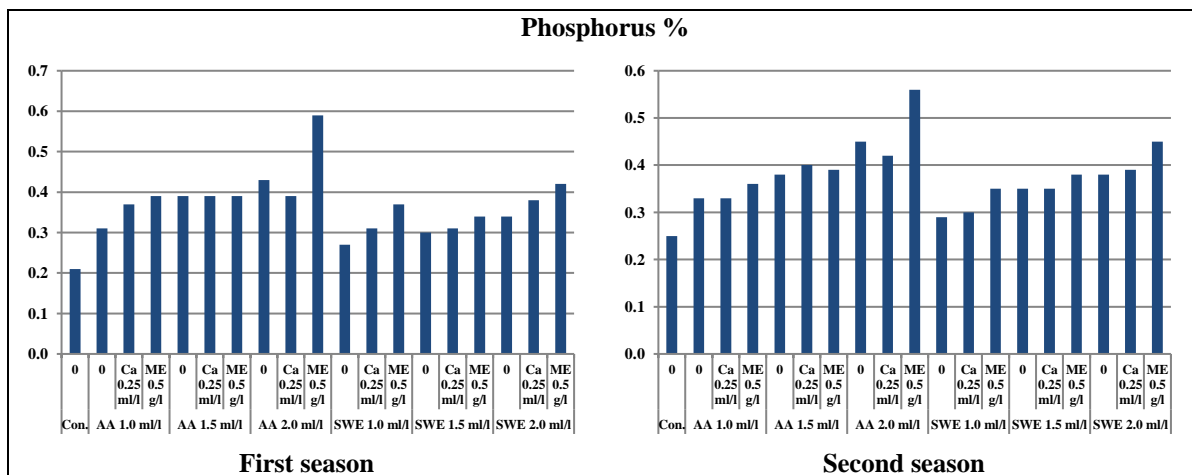 Phosphorus %
0.7
0.6
0.5
0.4
0.3
0.2
0.1
0.0
0 0 Ca ME 0 Ca ME 0 Ca ME 0 Ca ME 0 Ca ME 0 Ca ME
0.25 0.5 0.25 0.5 0.25 0.5 0.25 0.5 0.25 0.5 0.25 0.5
ml/l g/l ml/l g/l ml/l g/l ml/l g/l ml/l g/l ml/l g/l
Con. AA 1.0 ml/l AA 1.5 ml/l AA 2.0 ml/l SWE 1.0 ml/l SWE 1.5 ml/l SWE 2.0 ml/l
First season
0.6
0.5
0.4
0.3
0.2
0.1
0.0
0 0 Ca ME 0 Ca ME 0 Ca ME 0 Ca ME 0 Ca ME 0 Ca ME
0.25 0.5 0.25 0.5 0.25 0.5 0.25 0.5 0.25 0.5 0.25 0.5
ml/l g/l ml/l g/l ml/l g/l ml/l g/l ml/l g/l ml/l g/l
Con. AA 1.0 ml/l AA 1.5 ml/l AA 2.0 ml/l SWE 1.0 ml/l SWE 1.5 ml/l SWE 2.0 ml/l
Second season